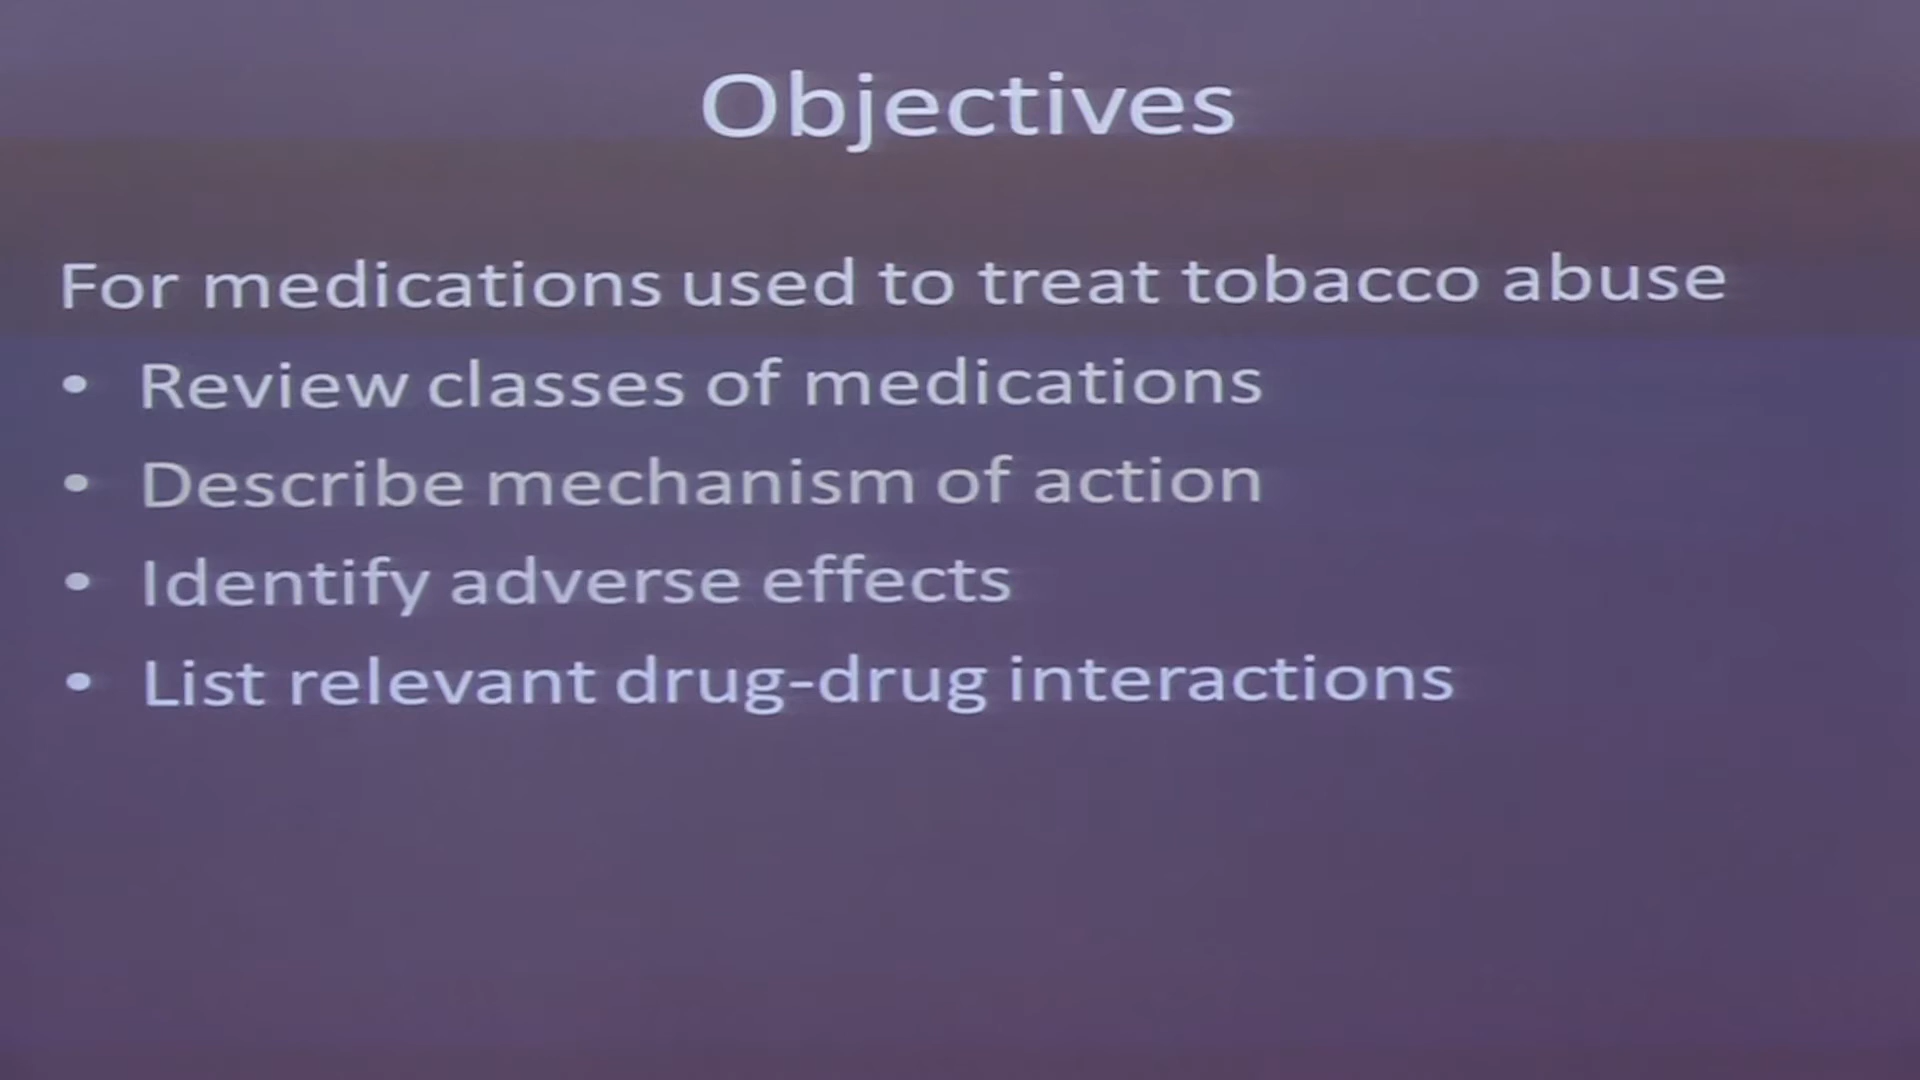 Objectives
For medications used to treat tobacco abuse
• Review classes of medications
• Describe mechanism of action
• Identify adverse effects
• List relevant drug-drug interactions